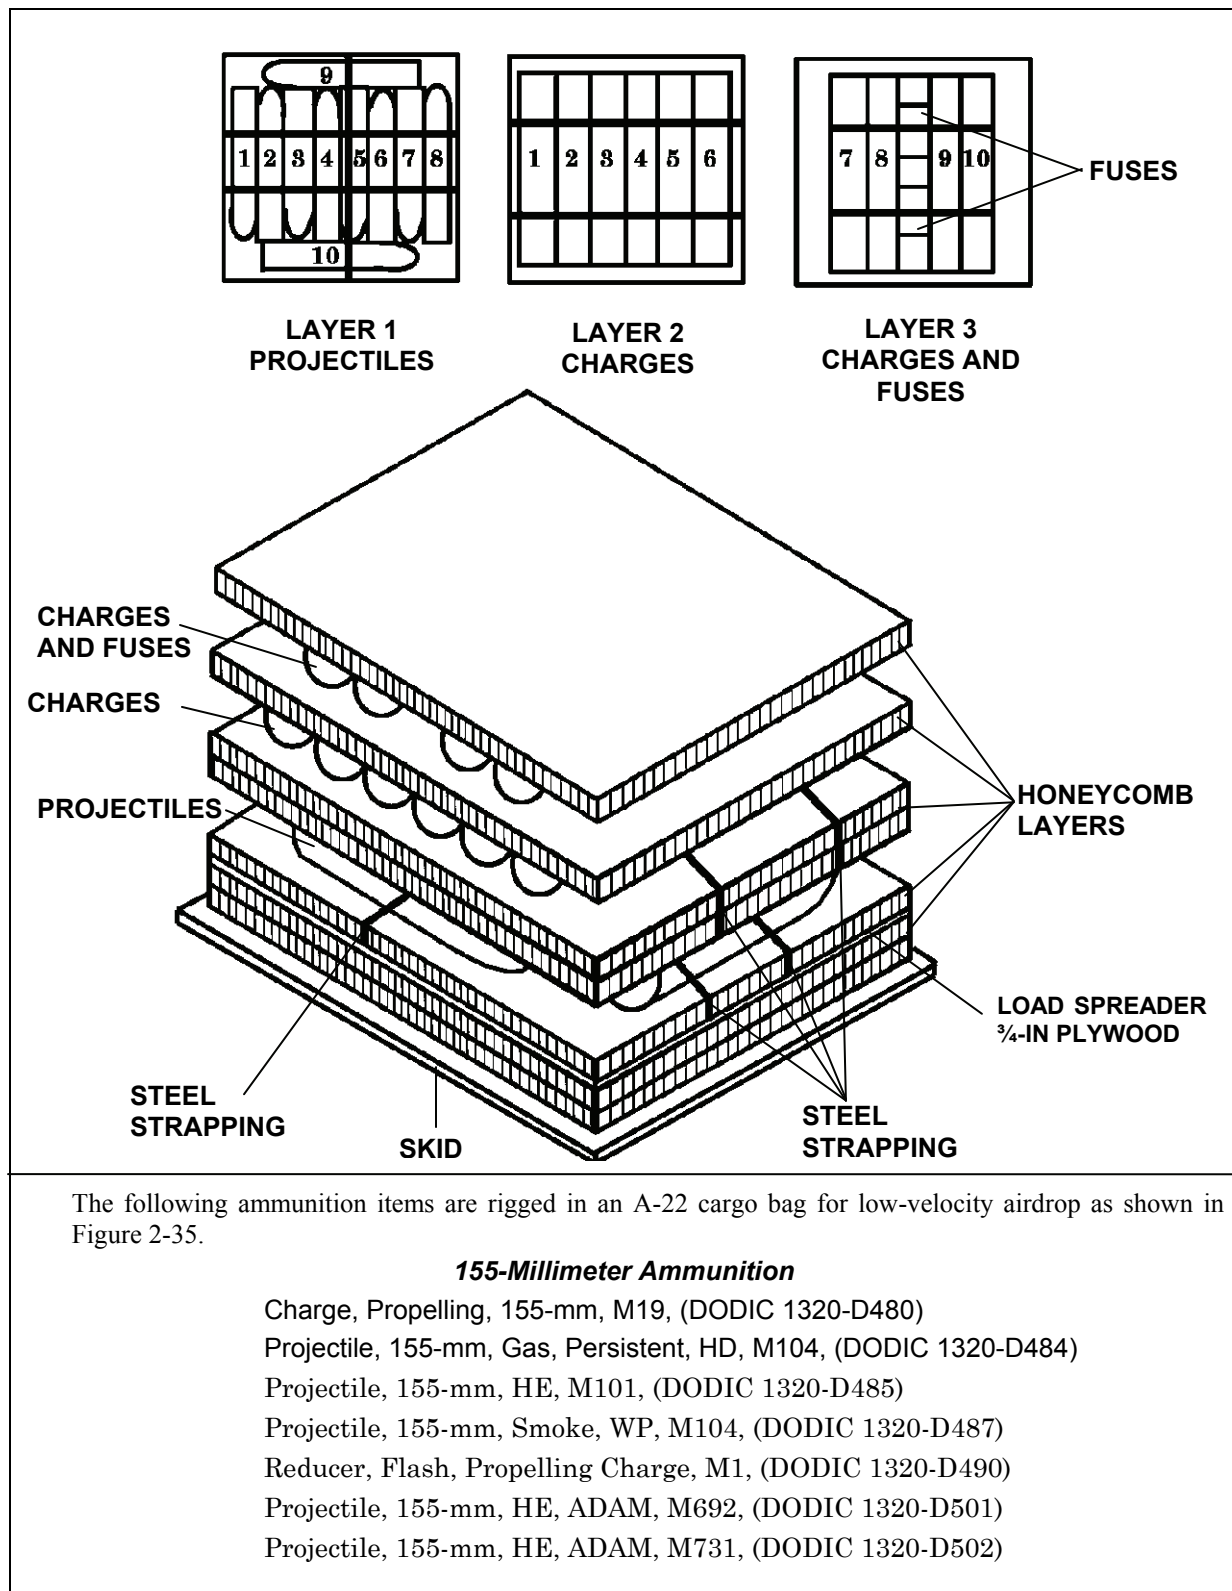 9
1 2 3 4 5 6 7 8
10
1 2 3 4 5 6
7 8 9 10
FUSES
LAYER 1
PROJECTILES
LAYER 2
CHARGES
LAYER 3
CHARGES AND
FUSES
CHARGES
AND FUSES
CHARGES
PROJECTILES
HONEYCOMB
LAYERS
LOAD SPREADER
¾-IN PLYWOOD
STEEL
STRAPPING
SKID
STEEL
STRAPPING
The following ammunition items are rigged in an A-22 cargo bag for low-velocity airdrop as shown in
Figure 2-35.
155-Millimeter Ammunition
Charge, Propelling, 155-mm, M19, (DODIC 1320-D480)
Projectile, 155-mm, Gas, Persistent, HD, M104, (DODIC 1320-D484)
Projectile, 155-mm, HE, M101, (DODIC 1320-D485)
Projectile, 155-mm, Smoke, WP, M104, (DODIC 1320-D487)
Reducer, Flash, Propelling Charge, M1, (DODIC 1320-D490)
Projectile, 155-mm, HE, ADAM, M692, (DODIC 1320-D501)
Projectile, 155-mm, HE, ADAM, M731, (DODIC 1320-D502)